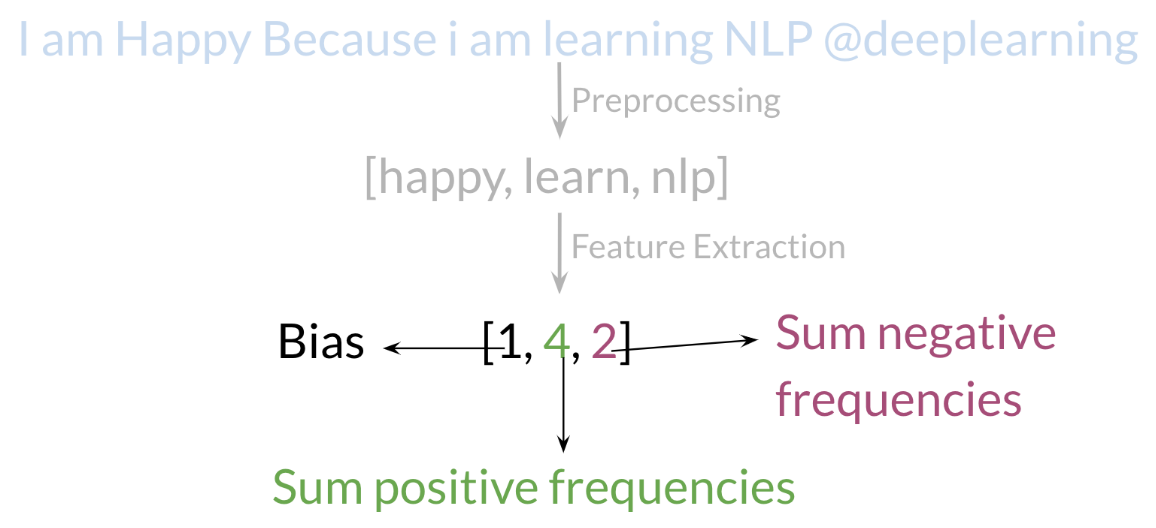 I am Happy Because i am learning NLP @deeplearning
Preprocessing
[happy, learn, nlp]
Feature Extraction
Bias
[1, 4, 2]
Sum negative
frequencies
Sum positive frequencies